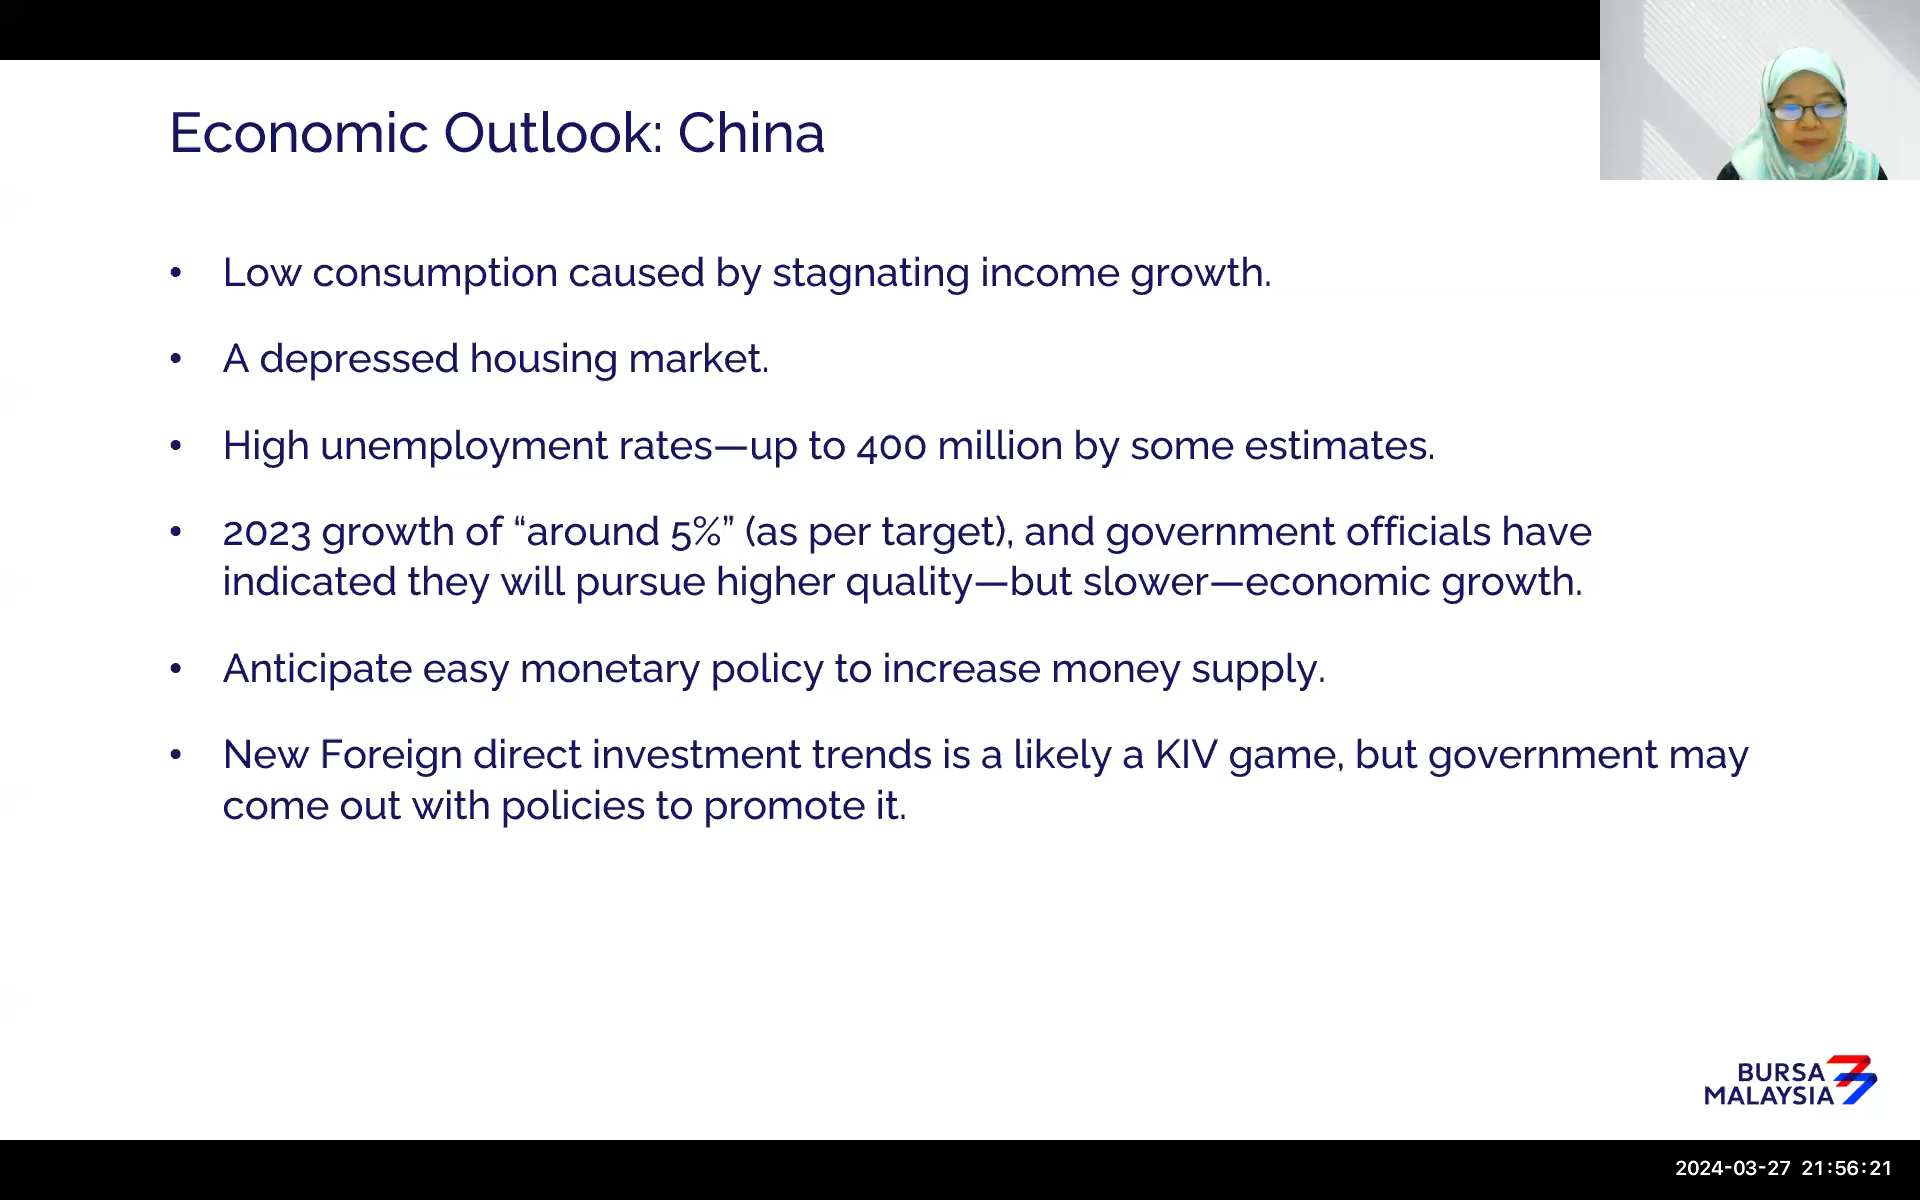 Economic Outlook: China
• Low consumption caused by stagnating income growth.
• A depressed housing market.
• High unemployment rates—up to 400 million by some estimates.
• 2023 growth of “around 5%” (as per target), and government officials have
indicated they will pursue higher quality—but slower—economic growth.
• Anticipate easy monetary policy to increase money supply.
• New Foreign direct investment trends is a likely a KIV game, but government may
come out with policies to promote it.
BURSA
MALAYSIA
2024-03-27 21:56:21